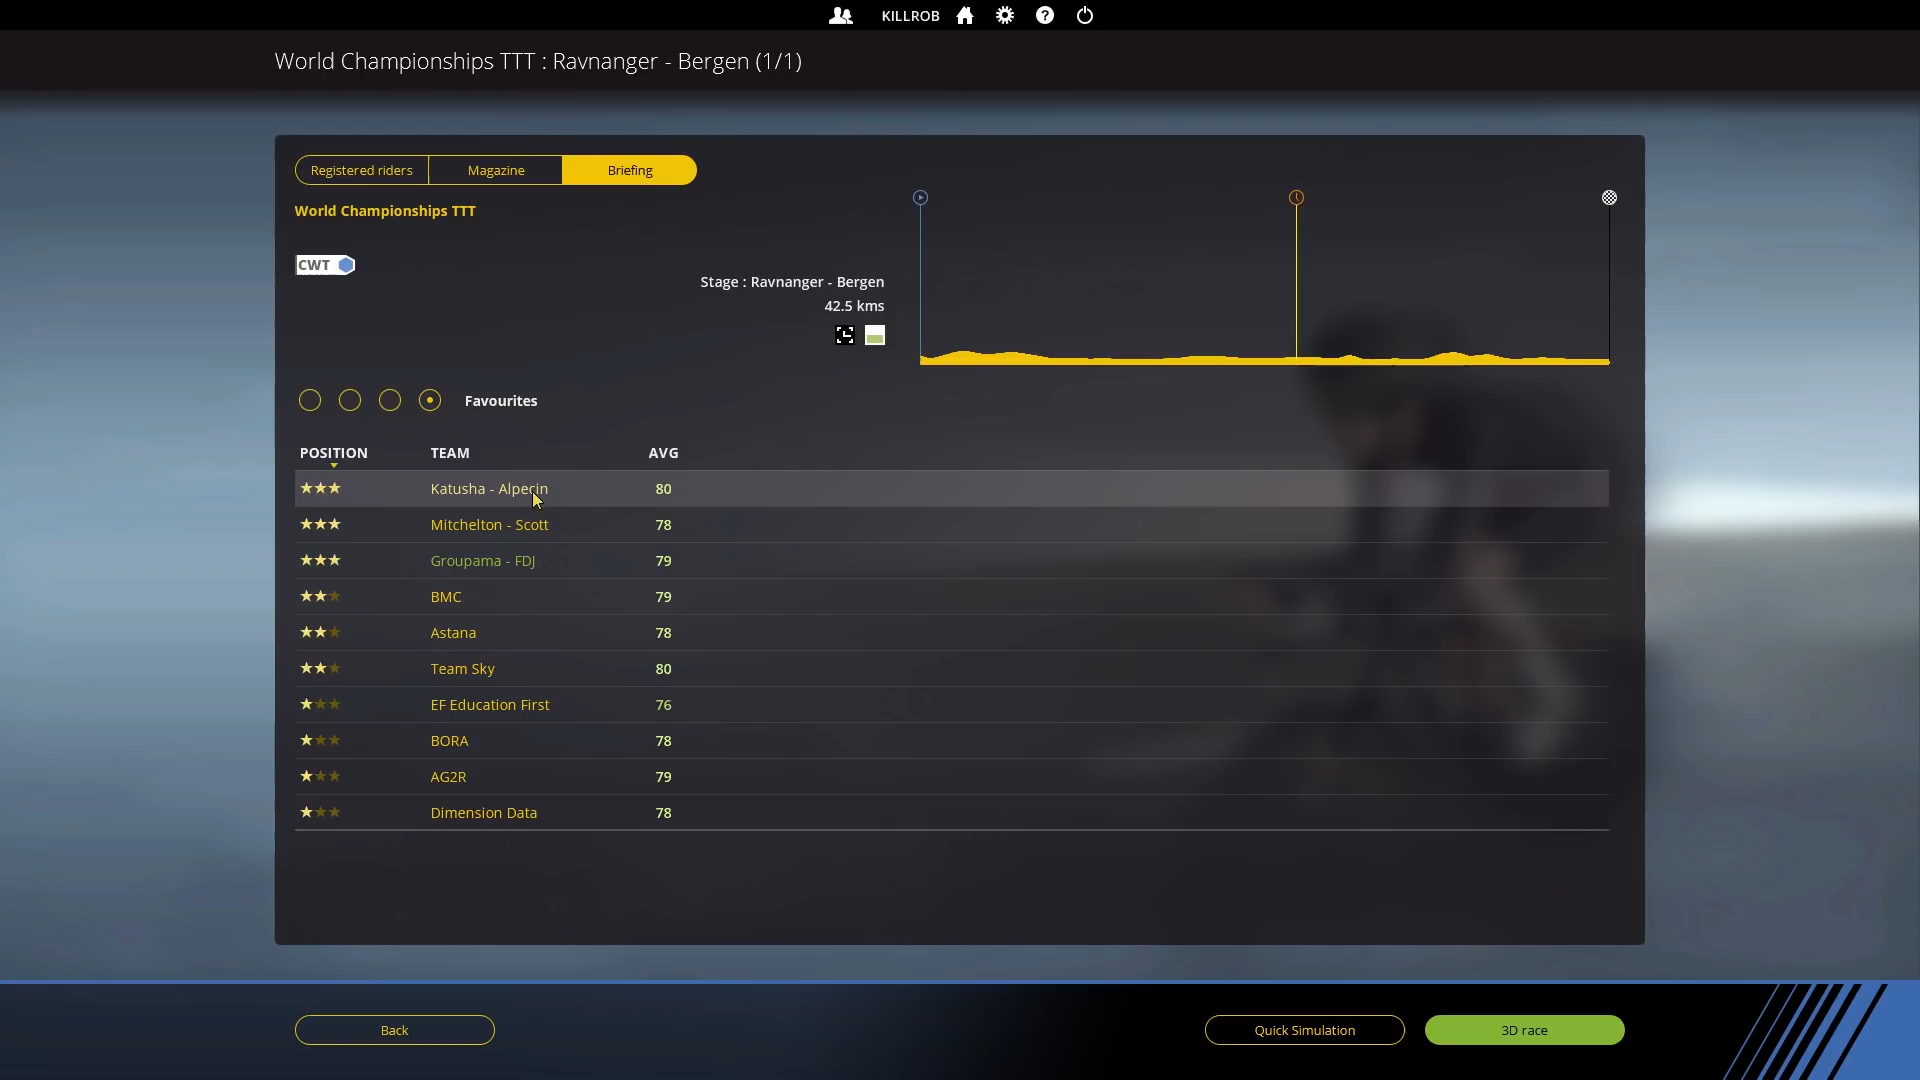 KILLROB
World Championships TTT : Ravnanger - Bergen (1/1)
Registered riders
Magazine
Briefing
World Championships TTT
CWT
Stage : Ravnanger - Bergen
42.5 kms
Favourites
POSITION TEAM AVG
Katusha - Alpecin 80
Mitchelton - Scott 78
Groupama - FDJ 79
BMC 79
Astana 78
Team Sky 80
EF Education First 76
BORA 78
AG2R 79
Dimension Data 78
Back
Quick Simulation
3D race